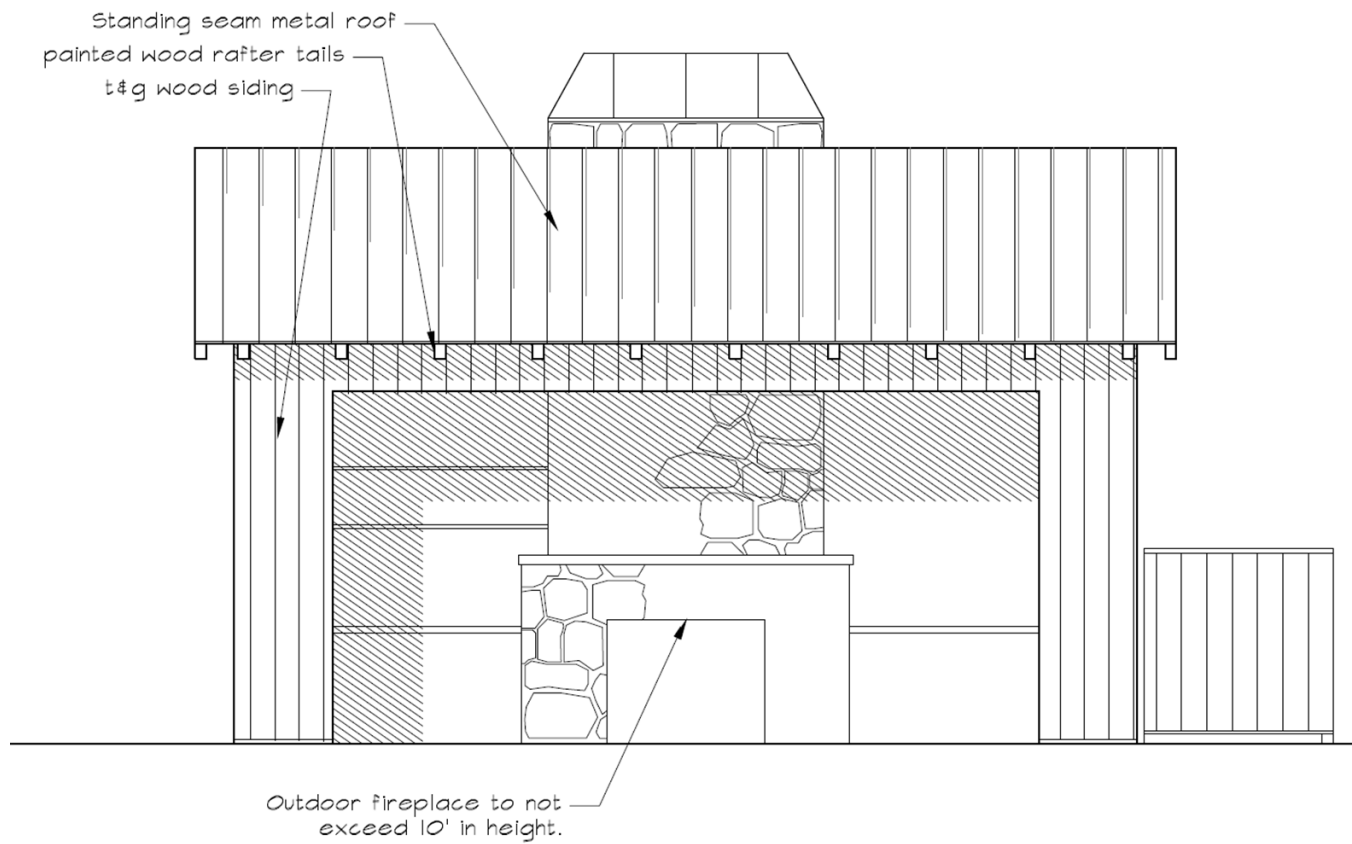 Standing seam metal roof
painted wood rafter tails
t&g wood siding
Outdoor fireplace to not
exceed 10' in height.